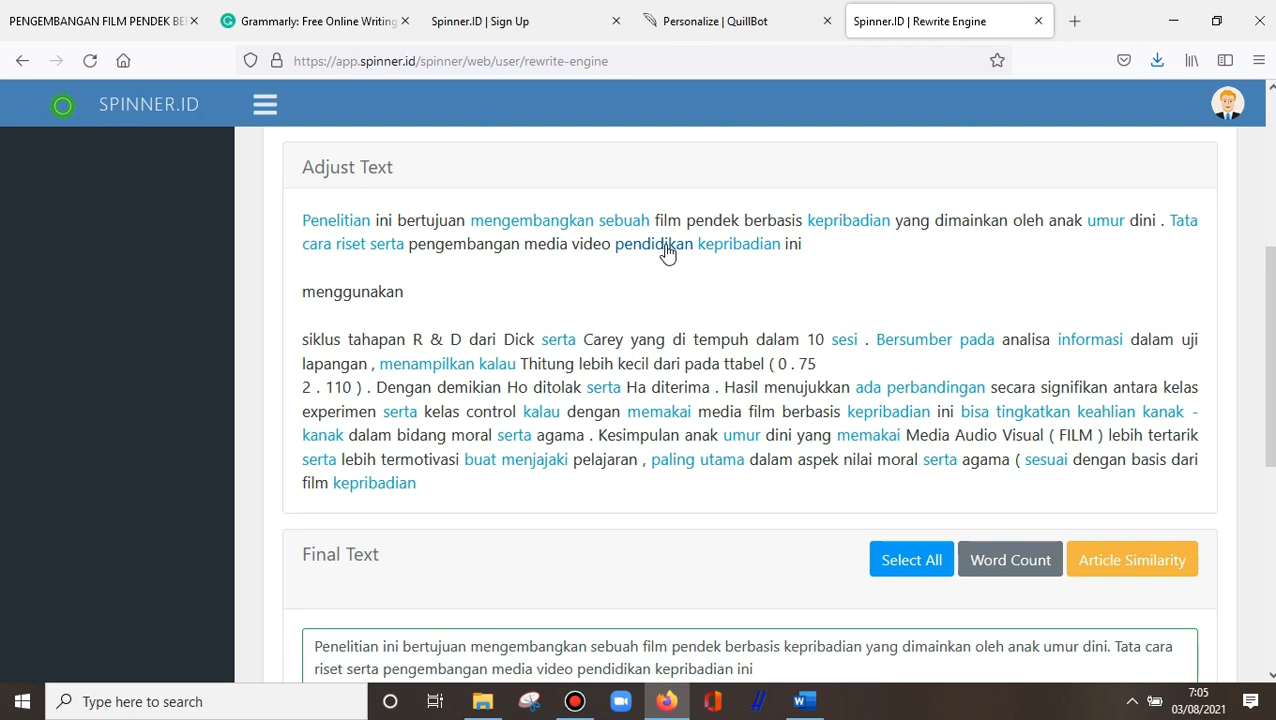 PENGEMBANGAN FILM PENDEK BE
Grammarly: Free Online Writing
Spinner.ID | Sign Up
Personalize | QuillBot
Spinner.ID | Rewrite Engine
https://app.spinner.id/spinner/web/user/rewrite-engine
SPINNER.ID
Adjust Text
Penelitian ini bertujuan mengembangkan sebuah film pendek berbasis kepribadian yang dimainkan oleh anak umur dini . Tata
cara riset serta pengembangan media video pendidikan kepribadian ini
menggunakan
siklus tahapan R & D dari Dick serta Carey yang di tempuh dalam 10 sesi . Bersumber pada analisa informasi dalam uji
lapangan , menampilkan kalau Thitung lebih kecil dari pada ttabel ( 0 . 75
2 . 110 ) . Dengan demikian Ho ditolak serta Ha diterima . Hasil menujukkan ada perbandingan secara signifikan antara kelas
experimen serta kelas control kalau dengan memakai media film berbasis kepribadian ini bisa tingkatkan keahlian kanak -
kanak dalam bidang moral serta agama . Kesimpulan anak umur dini yang memakai Media Audio Visual ( FILM ) lebih tertarik
serta lebih termotivasi buat menjajaki pelajaran , paling utama dalam aspek nilai moral serta agama ( sesuai dengan basis dari
film kepribadian
Final Text
Select All
Word Count
Article Similarity
Penelitian ini bertujuan mengembangkan sebuah film pendek berbasis kepribadian yang dimainkan oleh anak umur dini. Tata cara
riset serta pengembangan media video pendidikan kepribadian ini
Type here to search
7:05
03/08/2021